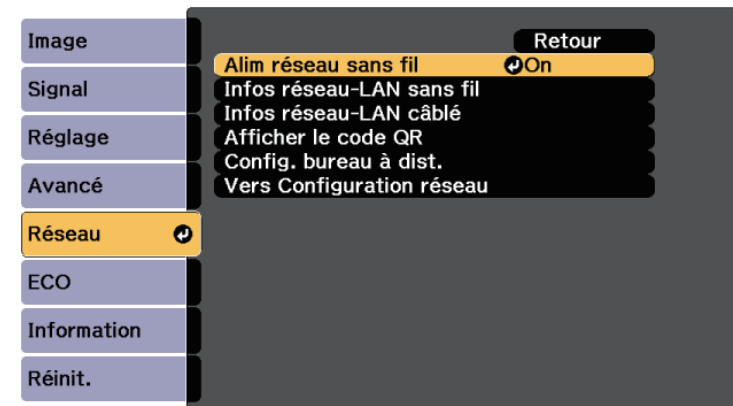 Image
Signal
Réglage
Avancé
Réseau
ECO
Information
Réinit.
Retour
Alim réseau sans fil On
Infos réseau-LAN sans fil
Infos réseau-LAN câblé
Afficher le code QR
Config. bureau à dist.
Vers Configuration réseau